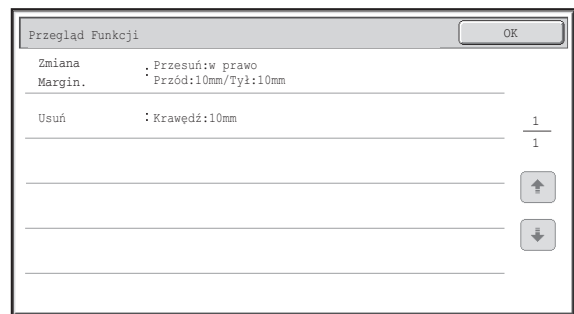 Przegląd Funkcji
OK
Zmiana
Margin.
: Przesuń:w prawo
Przód:10mm/Tył:10mm
Usuń
: Krawędź:10mm
1
1